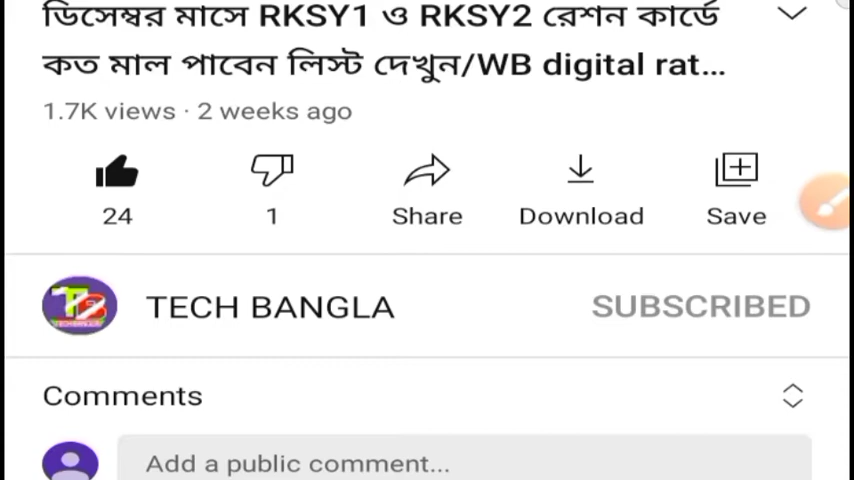 ডিসেম্বর মাসে RKSY1 ও RKSY2 রেশন কার্ডে
কত মাল পাবেন লিস্ট দেখুন/WB digital rat...
1.7K views · 2 weeks ago
24
1
Share
Download
Save
TB
TECH BANGLA
SUBSCRIBED
Comments
Add a public comment...